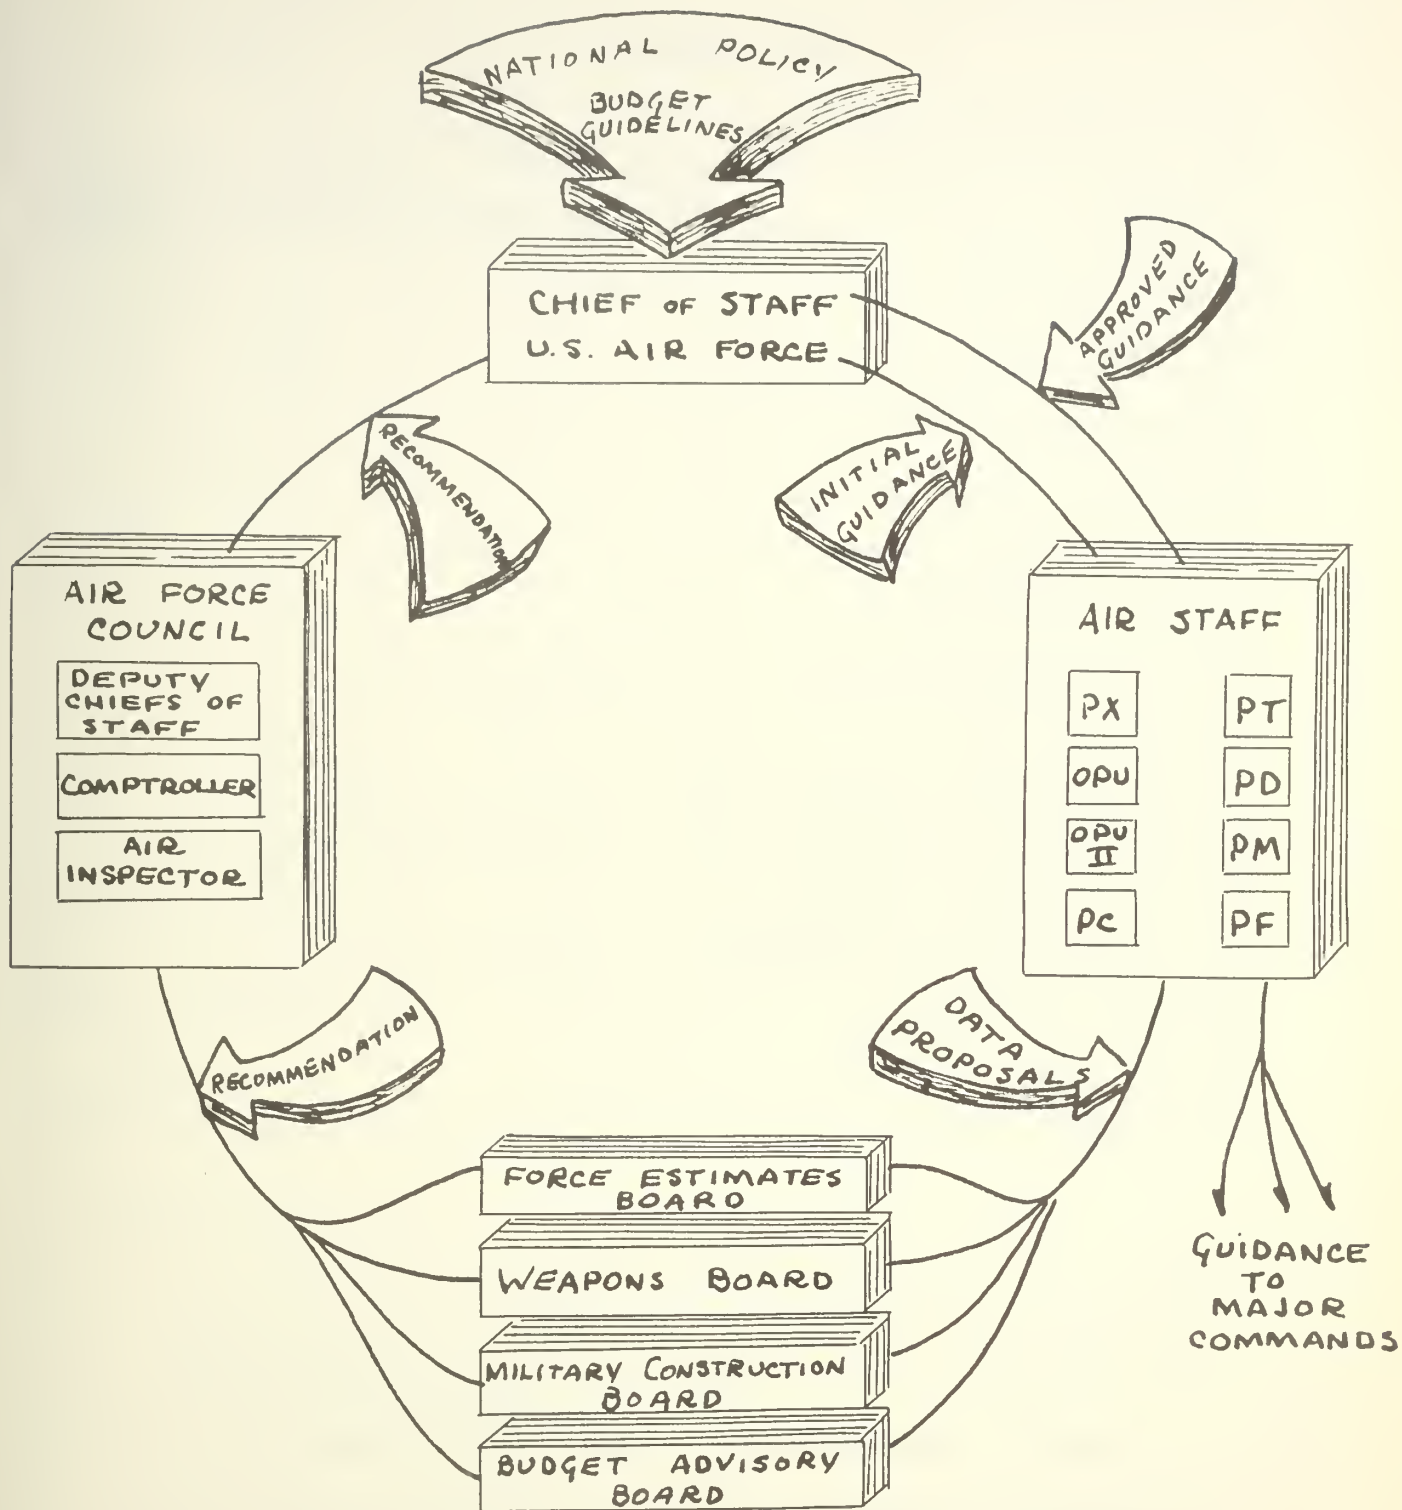 NATIONAL POLICY
BUDGET
GUIDELINES
CHIEF OF STAFF
U.S. AIR FORCE
APPROVED
GUIDANCE
RECOMMENDATION
INITIAL
GUIDANCE
AIR FORCE
COUNCIL
DEPUTY
CHIEFS OF
STAFF
COMPTROLLER
AIR
INSPECTOR
AIR STAFF
PX
PT
OPU
PD
OPU
II
PM
PC
PF
RECOMMENDATION
DATA
PROPOSALS
FORCE ESTIMATES
BOARD
WEAPONS BOARD
MILITARY CONSTRUCTION
BOARD
BUDGET ADVISORY
BOARD
GUIDANCE
TO
MAJOR
COMMANDS